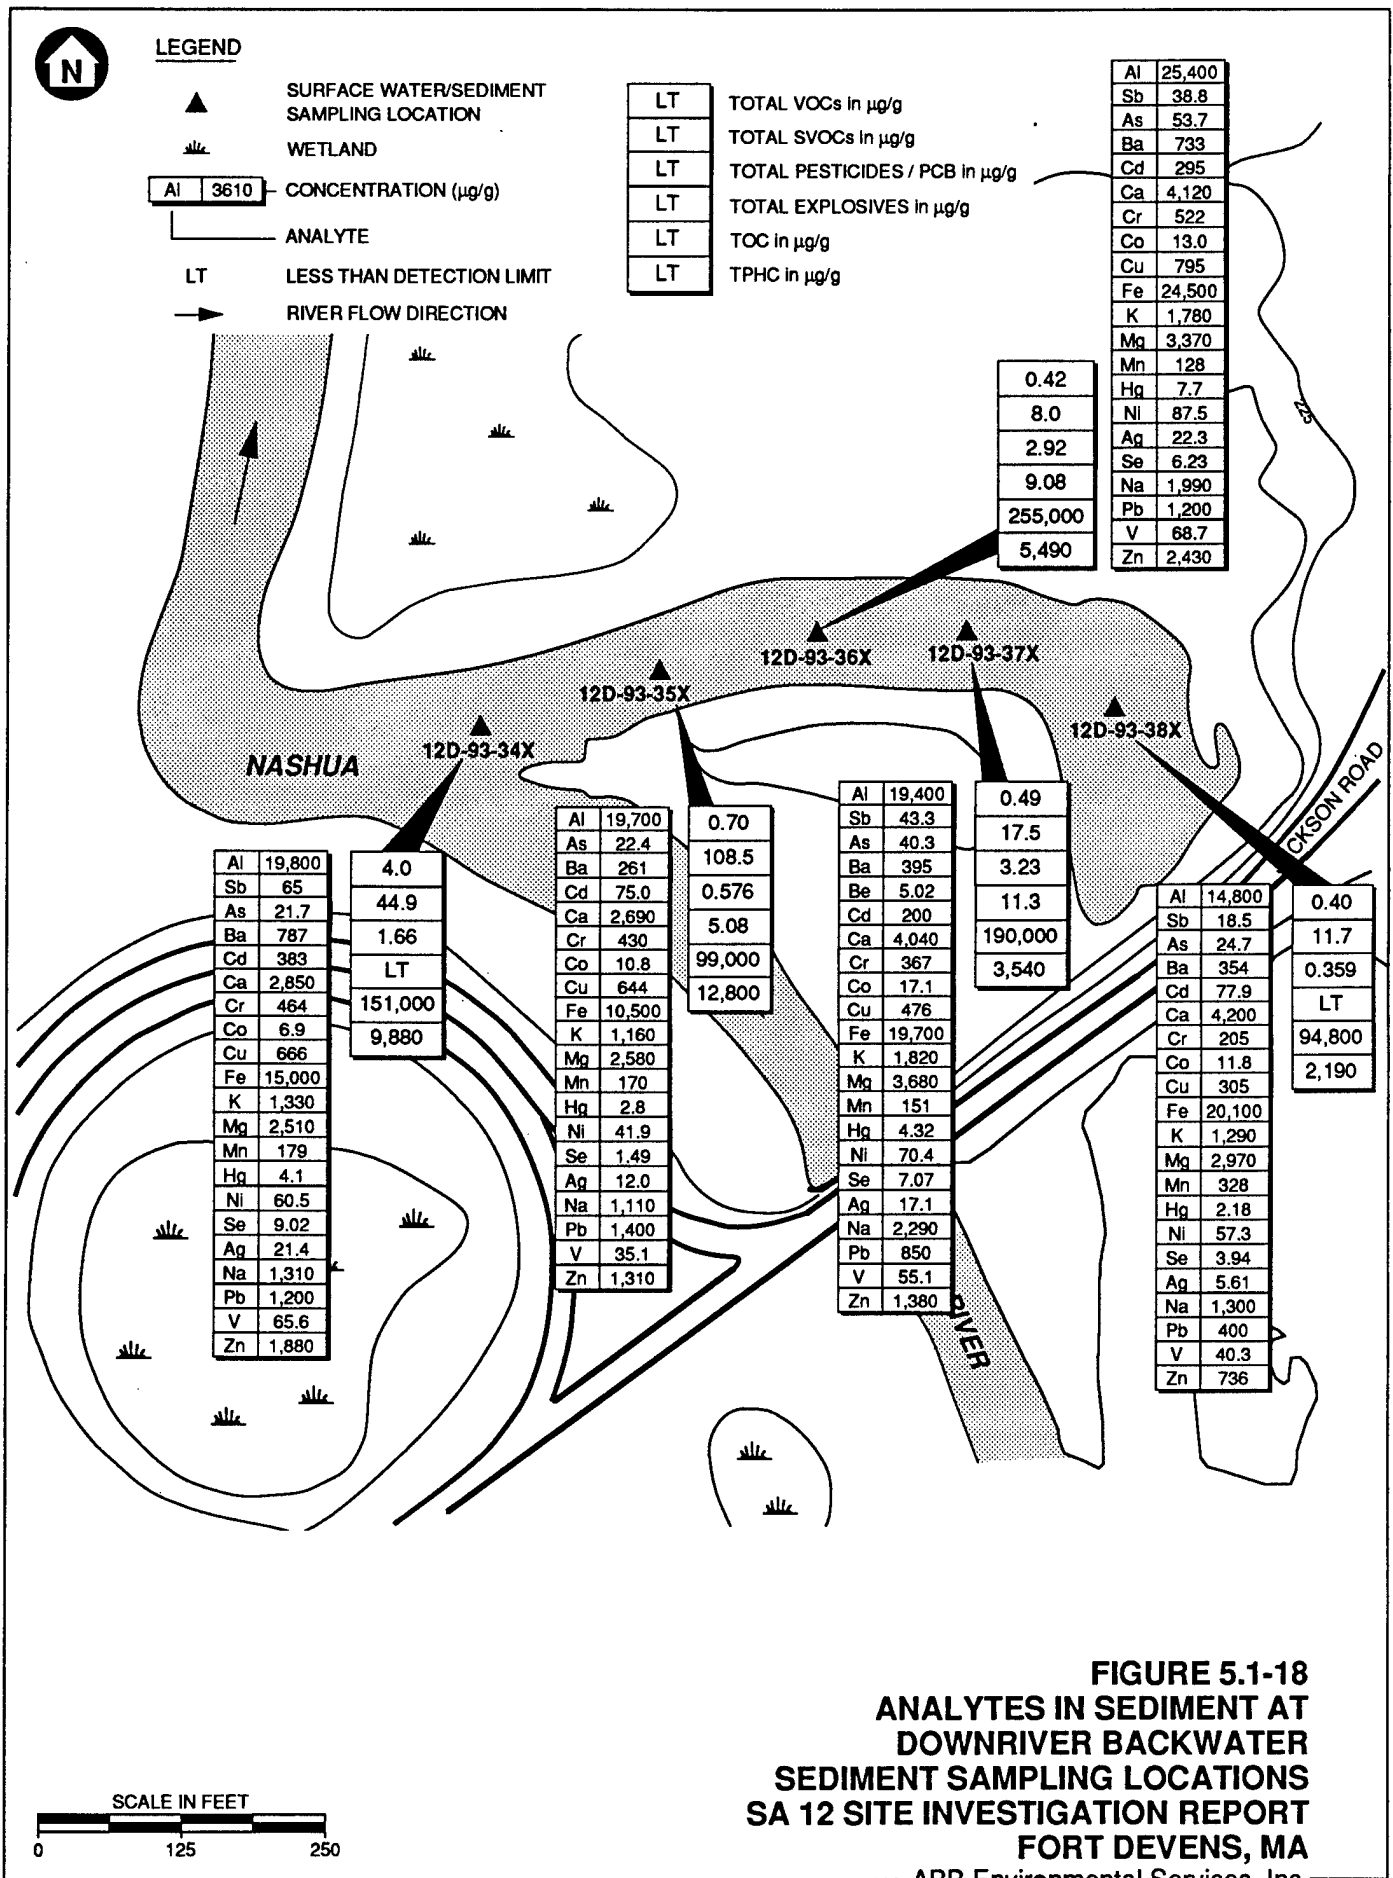 N
LEGEND
SURFACE WATER/SEDIMENT
SAMPLING LOCATION
WETLAND
Al 3610 CONCENTRATION (µg/g)
ANALYTE
LT LESS THAN DETECTION LIMIT
RIVER FLOW DIRECTION
LT TOTAL VOCs in µg/g
LT TOTAL SVOCs in µg/g
LT TOTAL PESTICIDES / PCB in µg/g
LT TOTAL EXPLOSIVES in µg/g
LT TOC in µg/g
LT TPHC in µg/g
Al 25,400
Sb 38.8
As 53.7
Ba 733
Cd 295
Ca 4,120
Cr 522
Co 13.0
Cu 795
Fe 24,500
K 1,780
Mg 3,370
Mn 128
Hg 7.7
Ni 87.5
Ag 22.3
Se 6.23
Na 1,990
Pb 1,200
V 68.7
Zn 2,430
0.42
8.0
2.92
9.08
255,000
5,490
225
12D-93-36X
12D-93-37X
12D-93-35X
12D-93-38X
12D-93-34X
NASHUA
CKSON ROAD
Al 19,800
Sb 65
As 21.7
Ba 787
Cd 383
Ca 2,850
Cr 464
Co 6.9
Cu 666
Fe 15,000
K 1,330
Mg 2,510
Mn 179
Hg 4.1
Ni 60.5
Se 9.02
Ag 21.4
Na 1,310
Pb 1,200
V 65.6
Zn 1,880
4.0
44.9
1.66
LT
151,000
9,880
Al 19,700
As 22.4
Ba 261
Cd 75.0
Ca 2,690
Cr 430
Co 10.8
Cu 644
Fe 10,500
K 1,160
Mg 2,580
Mn 170
Hg 2.8
Ni 41.9
Se 1.49
Ag 12.0
Na 1,110
Pb 1,400
V 35.1
Zn 1,310
0.70
108.5
0.576
5.08
99,000
12,800
Al 19,400
Sb 43.3
As 40.3
Ba 395
Be 5.02
Cd 200
Ca 4,040
Cr 367
Co 17.1
Cu 476
Fe 19,700
K 1,820
Mg 3,680
Mn 151
Hg 4.32
Ni 70.4
Se 7.07
Ag 17.1
Na 2,290
Pb 850
V 55.1
Zn 1,380
0.49
17.5
3.23
11.3
190,000
3,540
Al 14,800
Sb 18.5
As 24.7
Ba 354
Cd 77.9
Ca 4,200
Cr 205
Co 11.8
Cu 305
Fe 20,100
K 1,290
Mg 2,970
Mn 328
Hg 2.18
Ni 57.3
Se 3.94
Ag 5.61
Na 1,300
Pb 400
V 40.3
Zn 736
0.40
11.7
0.359
LT
94,800
2,190
RIVER
FIGURE 5.1-18
ANALYTES IN SEDIMENT AT
DOWNRIVER BACKWATER
SEDIMENT SAMPLING LOCATIONS
SA 12 SITE INVESTIGATION REPORT
FORT DEVENS, MA
ABB Environmental Services, Inc.
SCALE IN FEET
0 125 250